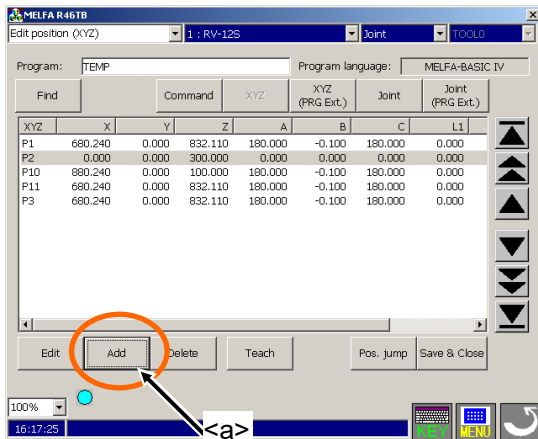 MELFA R46TB
Edit position (XYZ) 1 : RV-12S Joint TOOL0
Program: TEMP Program language: MELFA-BASIC IV
Find Command XYZ XYZ (PRG Ext.) Joint Joint (PRG Ext.)
XYZ X Y Z A B C L1
P1 680.240 0.000 832.110 180.000 -0.100 180.000 0.000
P2 0.000 0.000 300.000 0.000 0.000 0.000 0.000
P10 880.240 0.000 100.000 180.000 -0.100 180.000 0.000
P11 680.240 0.000 832.110 180.000 -0.100 180.000 0.000
P3 680.240 0.000 832.110 180.000 -0.100 180.000 0.000
Edit Add Delete Teach Pos. jump Save & Close
100%
16:17:25 <a> KEY MENU